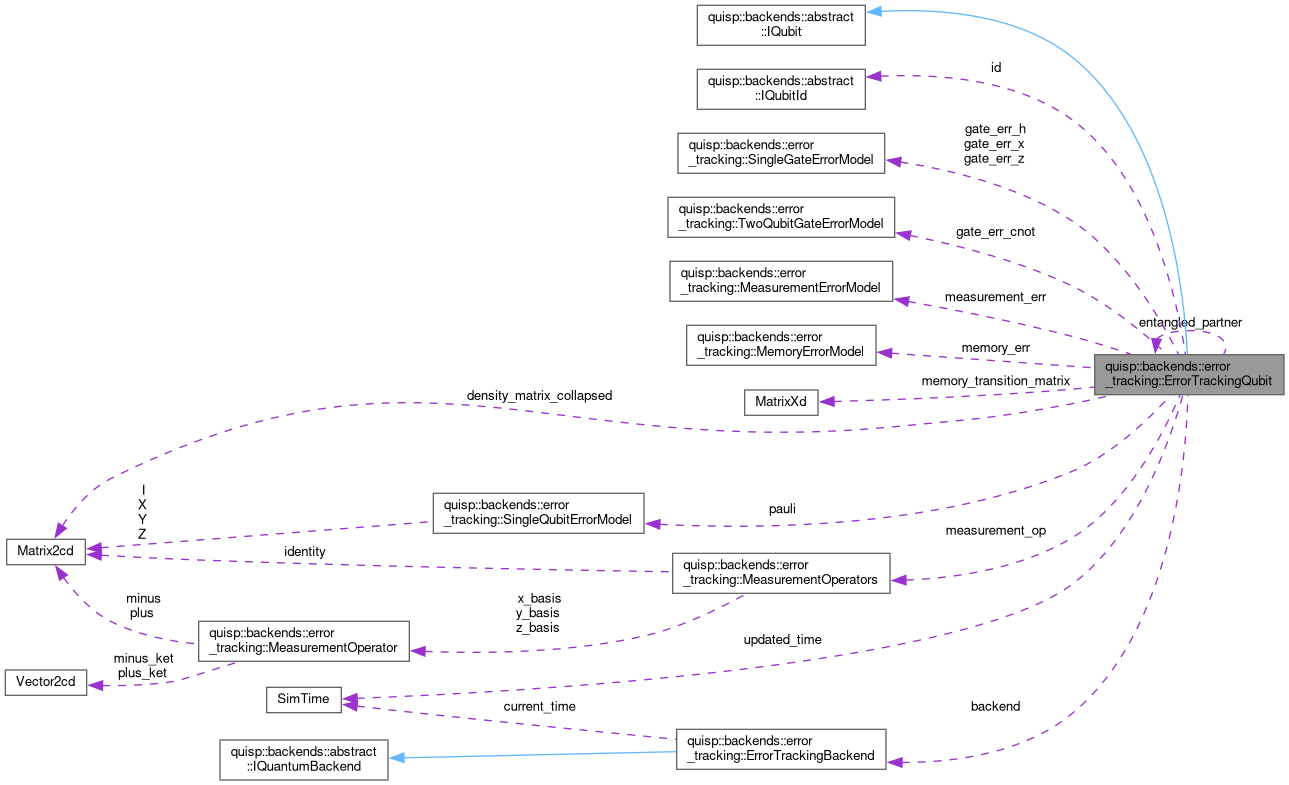 quisp::backends::abstract
::IQubit
id
quisp::backends::abstract
::IQubitId
gate_err_h
gate_err_x
gate_err_z
quisp::backends::error
_tracking::SingleGateErrorModel
quisp::backends::error
_tracking::TwoQubitGateErrorModel
gate_err_cnot
quisp::backends::error
_tracking::MeasurementErrorModel
measurement_err
entangled_partner
quisp::backends::error
_tracking::MemoryErrorModel
memory_err
quisp::backends::error
_tracking::ErrorTrackingQubit
memory_transition_matrix
MatrixXd
density_matrix_collapsed
I
X
Y
Z
quisp::backends::error
_tracking::SingleQubitErrorModel
pauli
measurement_op
Matrix2cd
identity
quisp::backends::error
_tracking::MeasurementOperators
minus
plus
x_basis
y_basis
z_basis
quisp::backends::error
_tracking::MeasurementOperator
updated_time
minus_ket
plus_ket
Vector2cd
SimTime
current_time
backend
quisp::backends::error
_tracking::ErrorTrackingBackend
quisp::backends::abstract
::IQuantumBackend